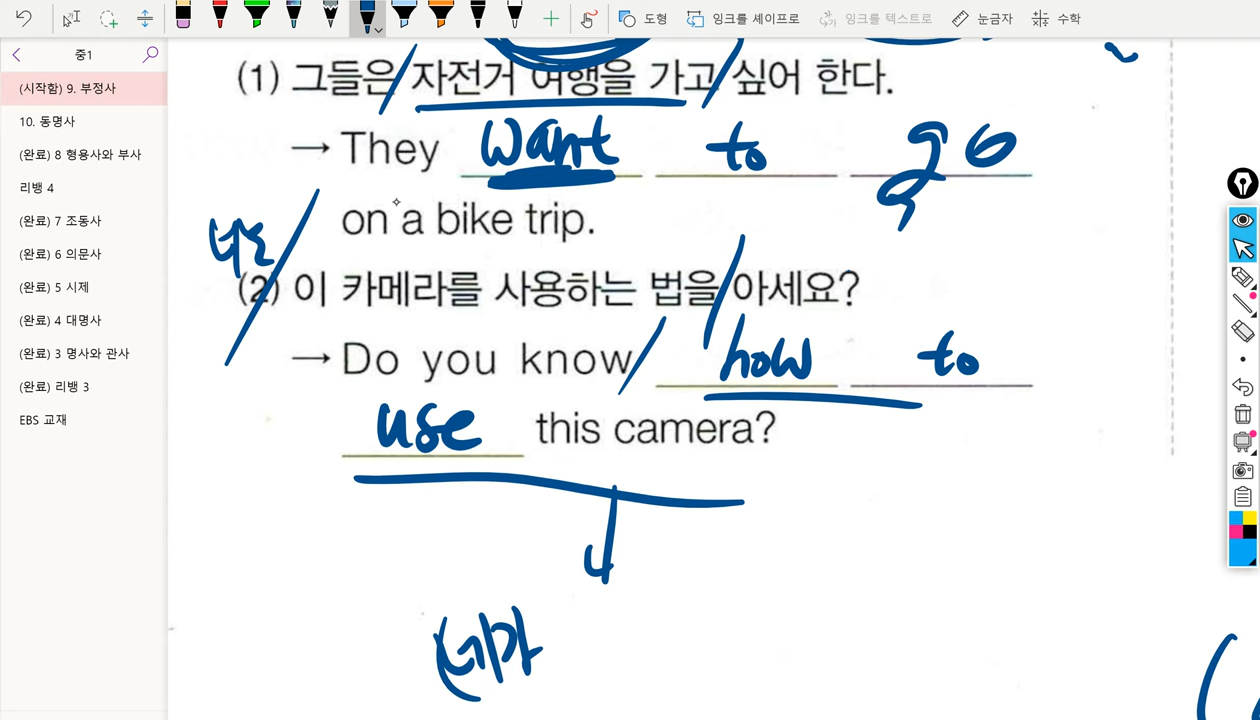 도형
잉크를 셰이프로
잉크를 텍스트로
눈금자
수학
중1
(시작함) 9. 부정사
10. 동명사
(완료) 8 형용사와 부사
리뱅 4
(완료) 7 조동사
(완료) 6 의문사
(완료) 5 시제
(완료) 4 대명사
(완료) 3 명사와 관사
(완료) 리뱅 3
EBS 교재
(1) 그들은 자전거 여행을 가고 싶어 한다.
→ They want to go
on a bike trip.
너는
(2) 이 카메라를 사용하는 법을 아세요?
→ Do you know how to
use this camera?
(네가